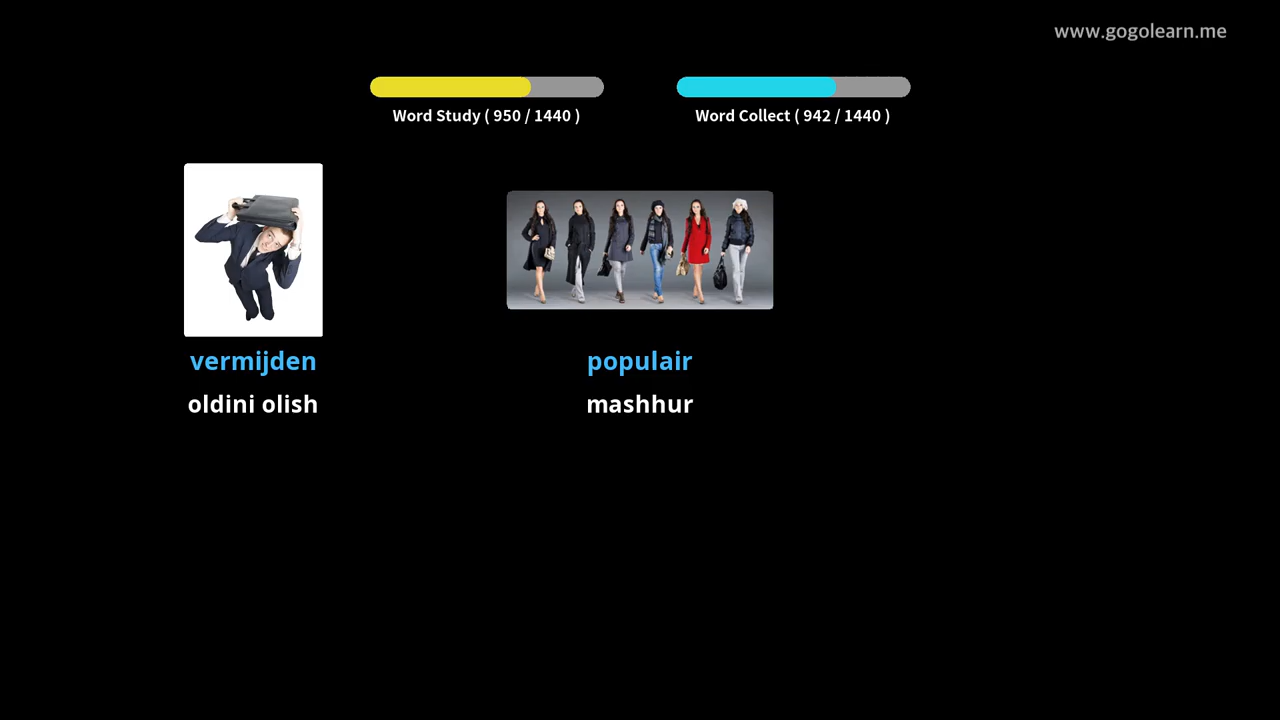 www.gogolearn.me
Word Study ( 950 / 1440 )
Word Collect ( 942 / 1440 )
vermijden
populair
oldini olish
mashhur